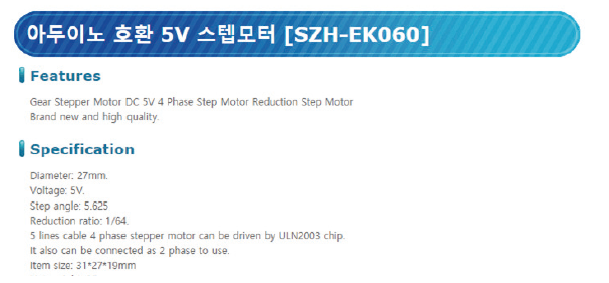 아두이노 호환 5V 스텝모터 [SZH-EK060]
Features
Gear Stepper Motor DC 5V 4 Phase Step Motor Reduction Step Motor
Brand new and high quality.
Specification
Diameter: 27mm.
Voltage: 5V.
Step angle: 5.625
Reduction ratio: 1/64.
5 lines cable 4 phase stepper motor can be driven by ULN2003 chip.
It also can be connected as 2 phase to use.
Item size: 31*27*19mm